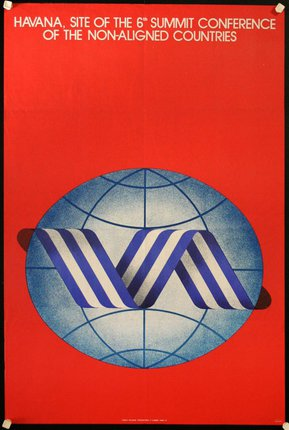 HAVANA, SITE OF THE 6th SUMMIT CONFERENCE
OF THE NON-ALIGNED COUNTRIES